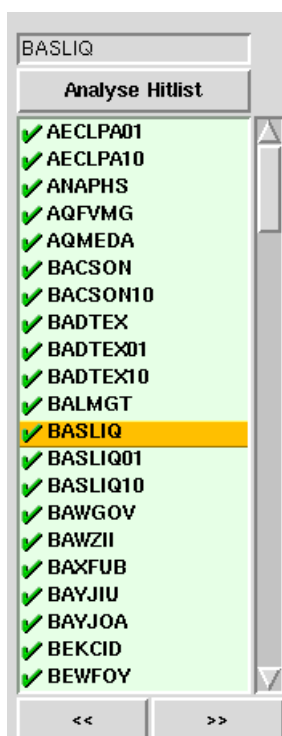 BASLIQ
Analyse Hitlist
AECLPA01
AECLPA10
ANAPHS
AQFVMG
AQMEDA
BACSON
BACSON10
BADTEX
BADTEX01
BADTEX10
BALMGT
BASLIQ
BASLIQ01
BASLIQ10
BAWGOV
BAWZII
BAXFUB
BAYJIU
BAYJOA
BEKCID
BEWFOY
<< >>